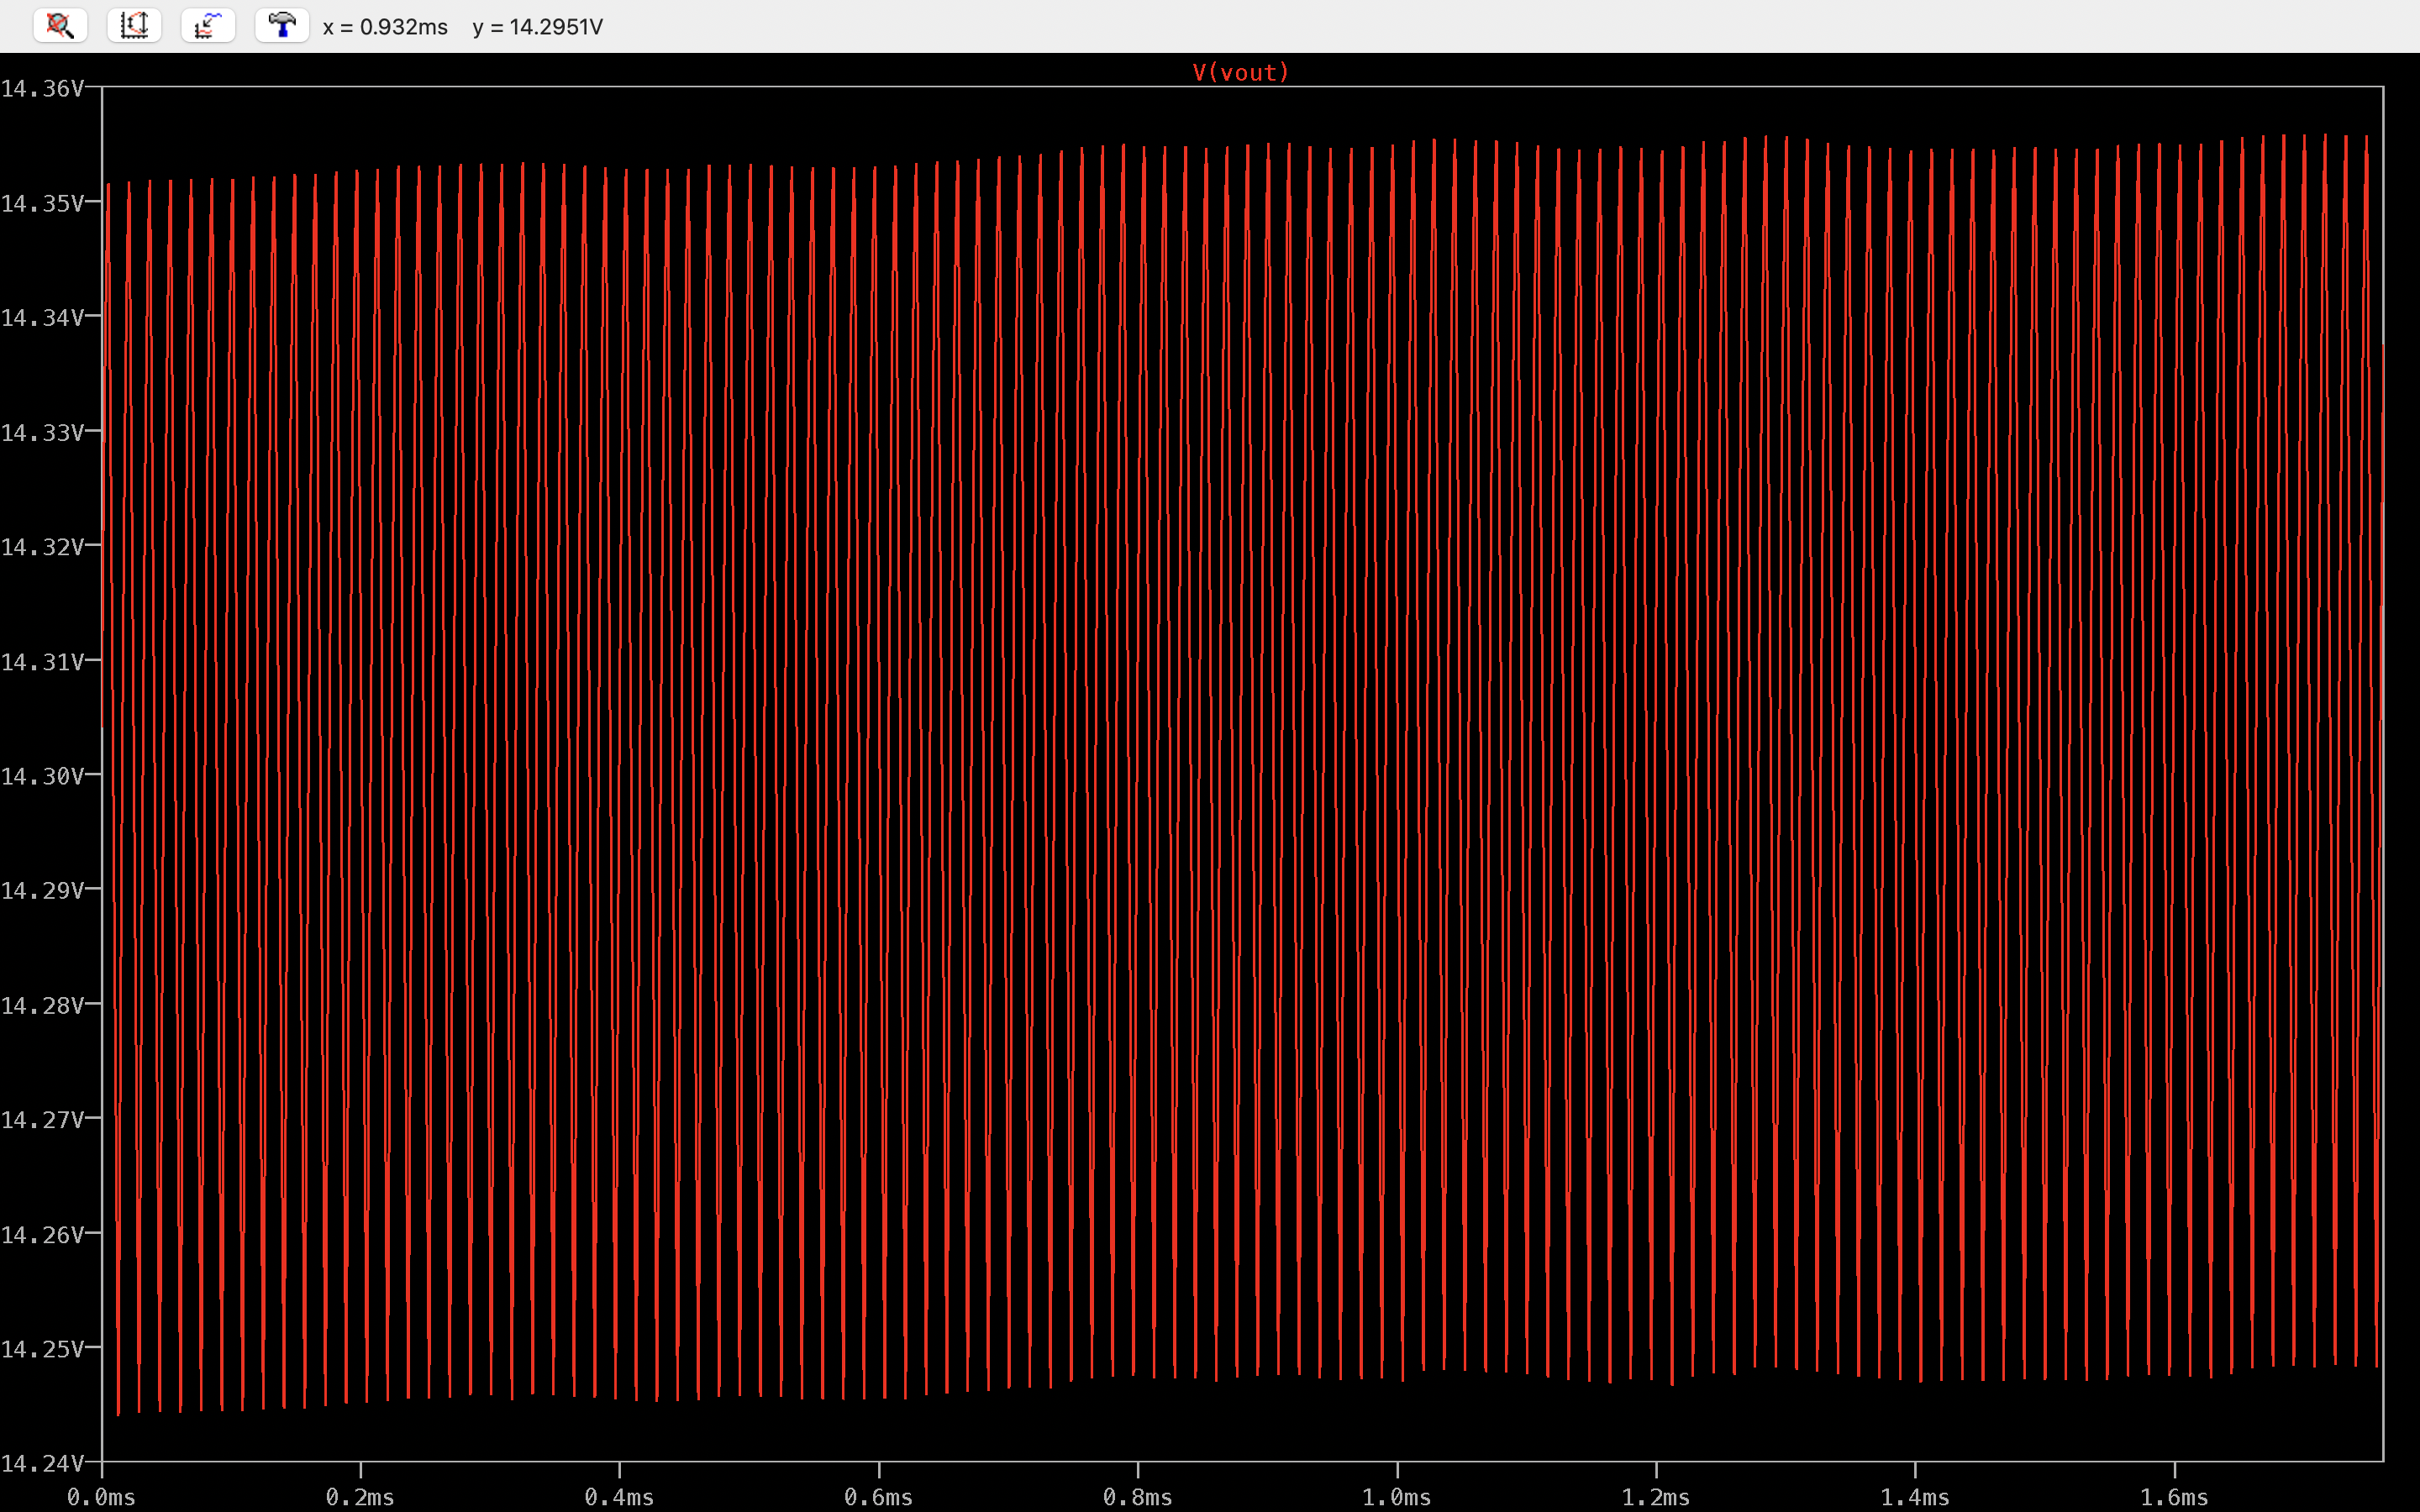 x = 0.932ms y = 14.2951V
V(vout)
14.36V
14.35V
14.34V
14.33V
14.32V
14.31V
14.30V
14.29V
14.28V
14.27V
14.26V
14.25V
14.24V
0.0ms 0.2ms 0.4ms 0.6ms 0.8ms 1.0ms 1.2ms 1.4ms 1.6ms